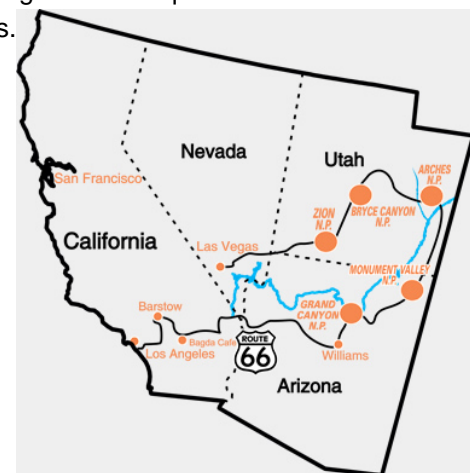 s.
Nevada
Utah
ARCHES
N.P.
San Francisco
BRYCE CANYON
N.P.
ZION
N.P.
California
Las Vegas
MONUMENT VALLEY
N.P.
GRAND
CANYON
N.P.
Barstow
Bagda Cafe
Los Angeles
ROUTE
66
Williams
Arizona